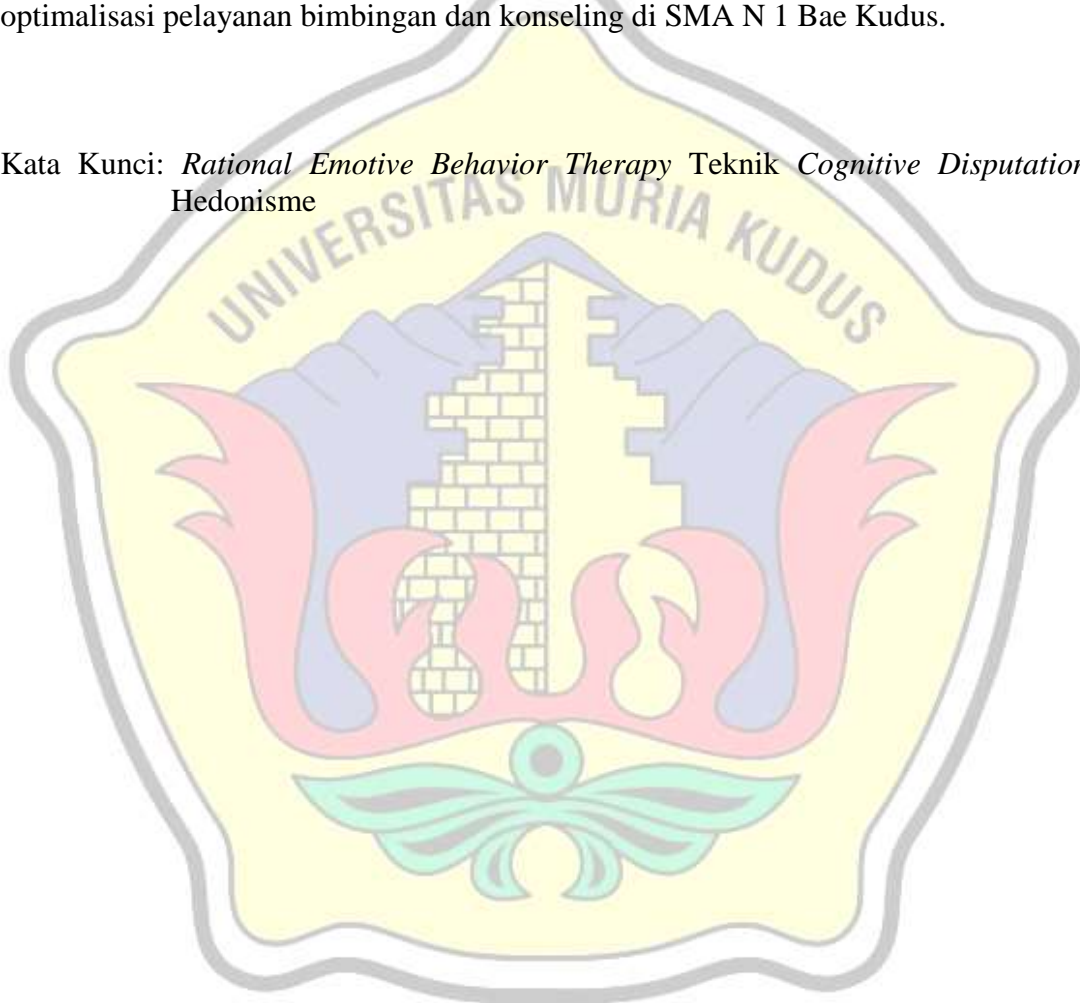 optimalisasi pelayanan bimbingan dan konseling di SMA N 1 Bae Kudus.
Kata Kunci: Rational Emotive Behavior Therapy Teknik Cognitive Disputation
Hedonisme
UNIVERSITAS MURIA KUDUS